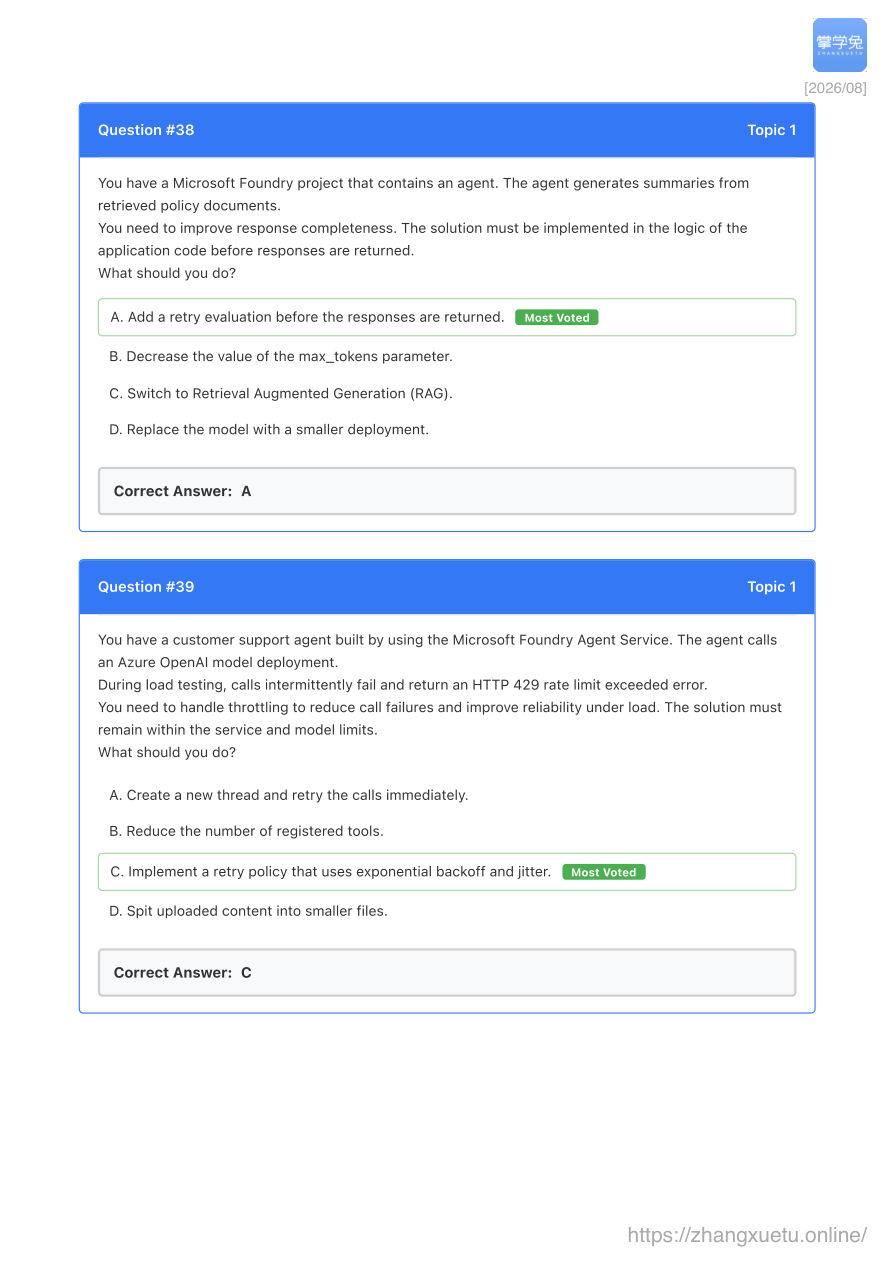 掌学兔
ZHANGXUETU
[2026/08]
Question #38 Topic 1
You have a Microsoft Foundry project that contains an agent. The agent generates summaries from
retrieved policy documents.
You need to improve response completeness. The solution must be implemented in the logic of the
application code before responses are returned.
What should you do?
A. Add a retry evaluation before the responses are returned. Most Voted
B. Decrease the value of the max_tokens parameter.
C. Switch to Retrieval Augmented Generation (RAG).
D. Replace the model with a smaller deployment.
Correct Answer: A
Question #39 Topic 1
You have a customer support agent built by using the Microsoft Foundry Agent Service. The agent calls
an Azure OpenAI model deployment.
During load testing, calls intermittently fail and return an HTTP 429 rate limit exceeded error.
You need to handle throttling to reduce call failures and improve reliability under load. The solution must
remain within the service and model limits.
What should you do?
A. Create a new thread and retry the calls immediately.
B. Reduce the number of registered tools.
C. Implement a retry policy that uses exponential backoff and jitter. Most Voted
D. Spit uploaded content into smaller files.
Correct Answer: C
https://zhangxuetu.online/